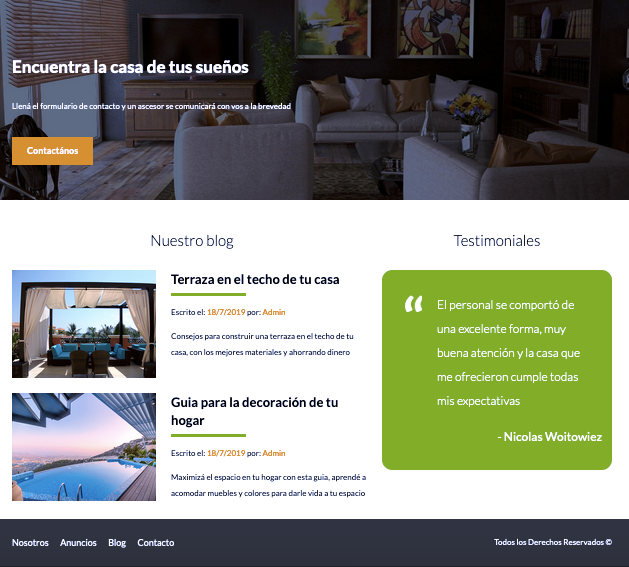 Encuentra la casa de tus sueños
Llená el formulario de contacto y un ascesor se comunicará con vos a la brevedad
Contactános
Nuestro blog
Terraza en el techo de tu casa
Escrito el: 18/7/2019 por: Admin
Consejos para construir una terraza en el techo de tu
casa, con los mejores materiales y ahorrando dinero
Guia para la decoración de tu
hogar
Escrito el: 18/7/2019 por: Admin
Maximizá el espacio en tu hogar con esta guia, aprendé a
acomodar muebles y colores para darle vida a tu espacio
Testimoniales
“ El personal se comportó de
una excelente forma, muy
buena atención y la casa que
me ofrecieron cumple todas
mis expectativas
- Nicolas Woitowiez
Nosotros Anuncios Blog Contacto
Todos los Derechos Reservados ©